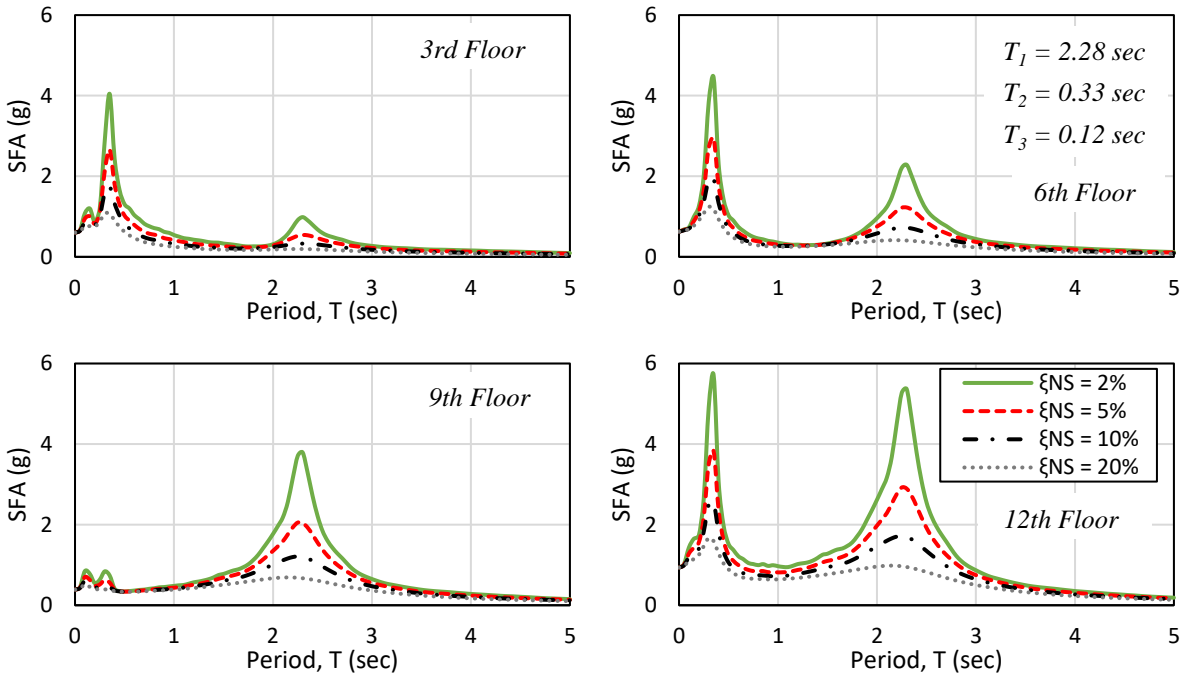 6
4
2
0
SFA (g)
3rd Floor
0 1 2 3 4 5
Period, T (sec)
6
4
2
0
SFA (g)
T1 = 2.28 sec
T2 = 0.33 sec
T3 = 0.12 sec
6th Floor
0 1 2 3 4 5
Period, T (sec)
6
4
2
0
SFA (g)
9th Floor
0 1 2 3 4 5
Period, T (sec)
6
4
2
0
SFA (g)
ξNS = 2%
ξNS = 5%
ξNS = 10%
ξNS = 20%
12th Floor
0 1 2 3 4 5
Period, T (sec)